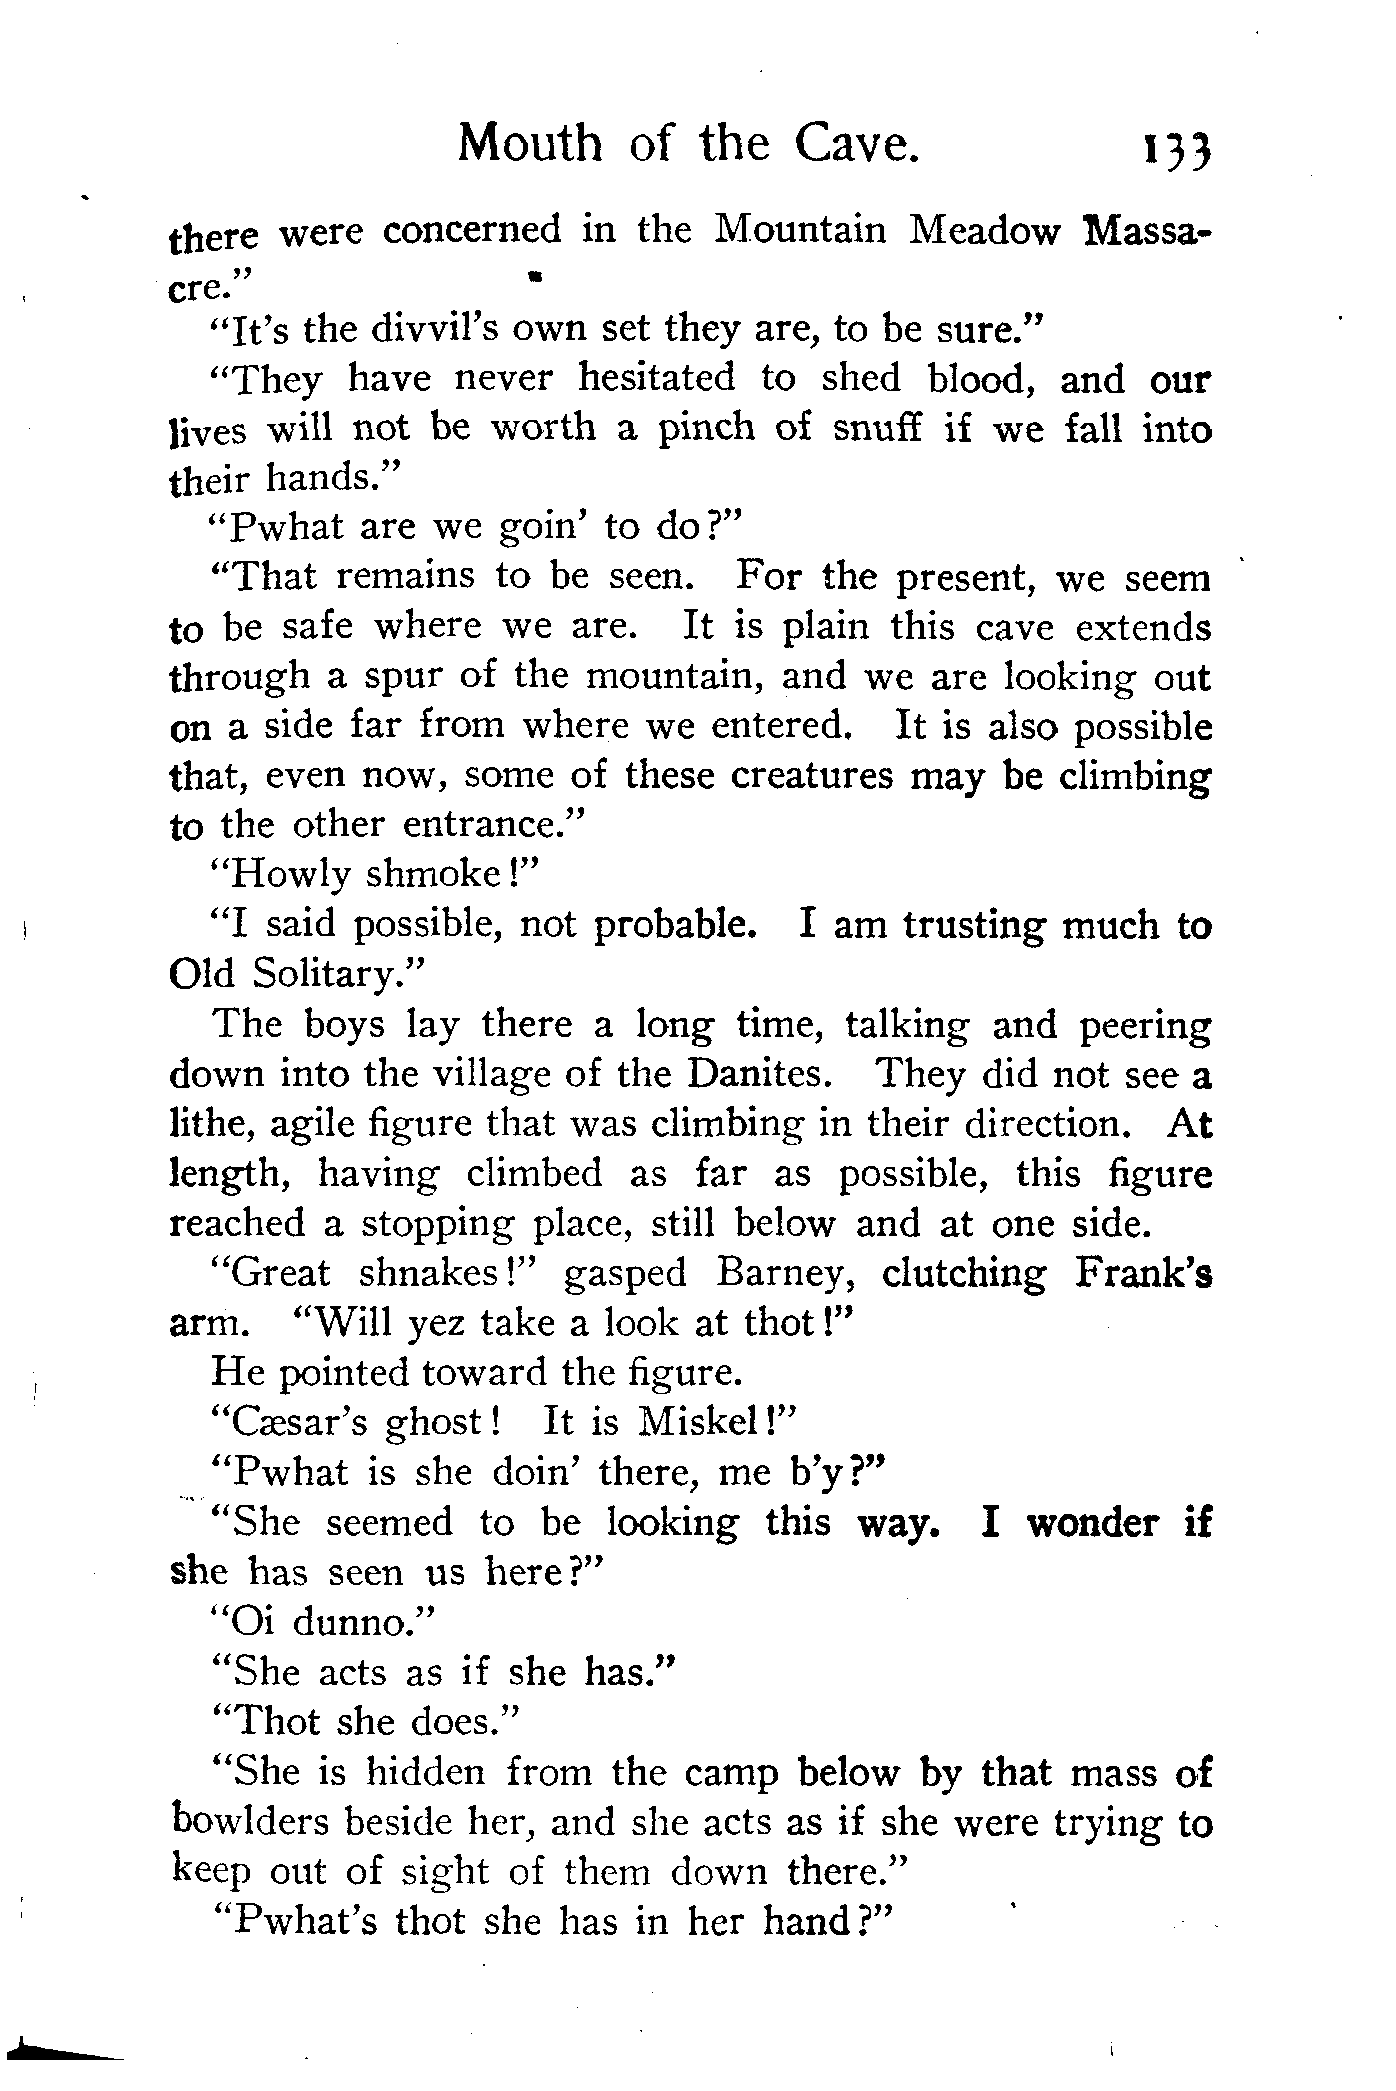 Mouth of the Cave. 133
there were concerned in the Mountain Meadow Massa-
cre."
"It's the divvil's own set they are, to be sure."
"They have never hesitated to shed blood, and our
lives will not be worth a pinch of snuff if we fall into
their hands."
"Pwhat are we goin' to do?"
"That remains to be seen. For the present, we seem
to be safe where we are. It is plain this cave extends
through a spur of the mountain, and we are looking out
on a side far from where we entered. It is also possible
that, even now, some of these creatures may be climbing
to the other entrance."
"Howly shmoke!"
"I said possible, not probable. I am trusting much to
Old Solitary."
The boys lay there a long time, talking and peering
down into the village of the Danites. They did not see a
lithe, agile figure that was climbing in their direction. At
length, having climbed as far as possible, this figure
reached a stopping place, still below and at one side.
"Great shnakes!" gasped Barney, clutching Frank's
arm. "Will yez take a look at thot!"
He pointed toward the figure.
"Cæsar's ghost! It is Miskel!"
"Pwhat is she doin' there, me b'y?"
"She seemed to be looking this way. I wonder if
she has seen us here?"
"Oi dunno."
"She acts as if she has."
"Thot she does."
"She is hidden from the camp below by that mass of
bowlders beside her, and she acts as if she were trying to
keep out of sight of them down there."
"Pwhat's thot she has in her hand?"